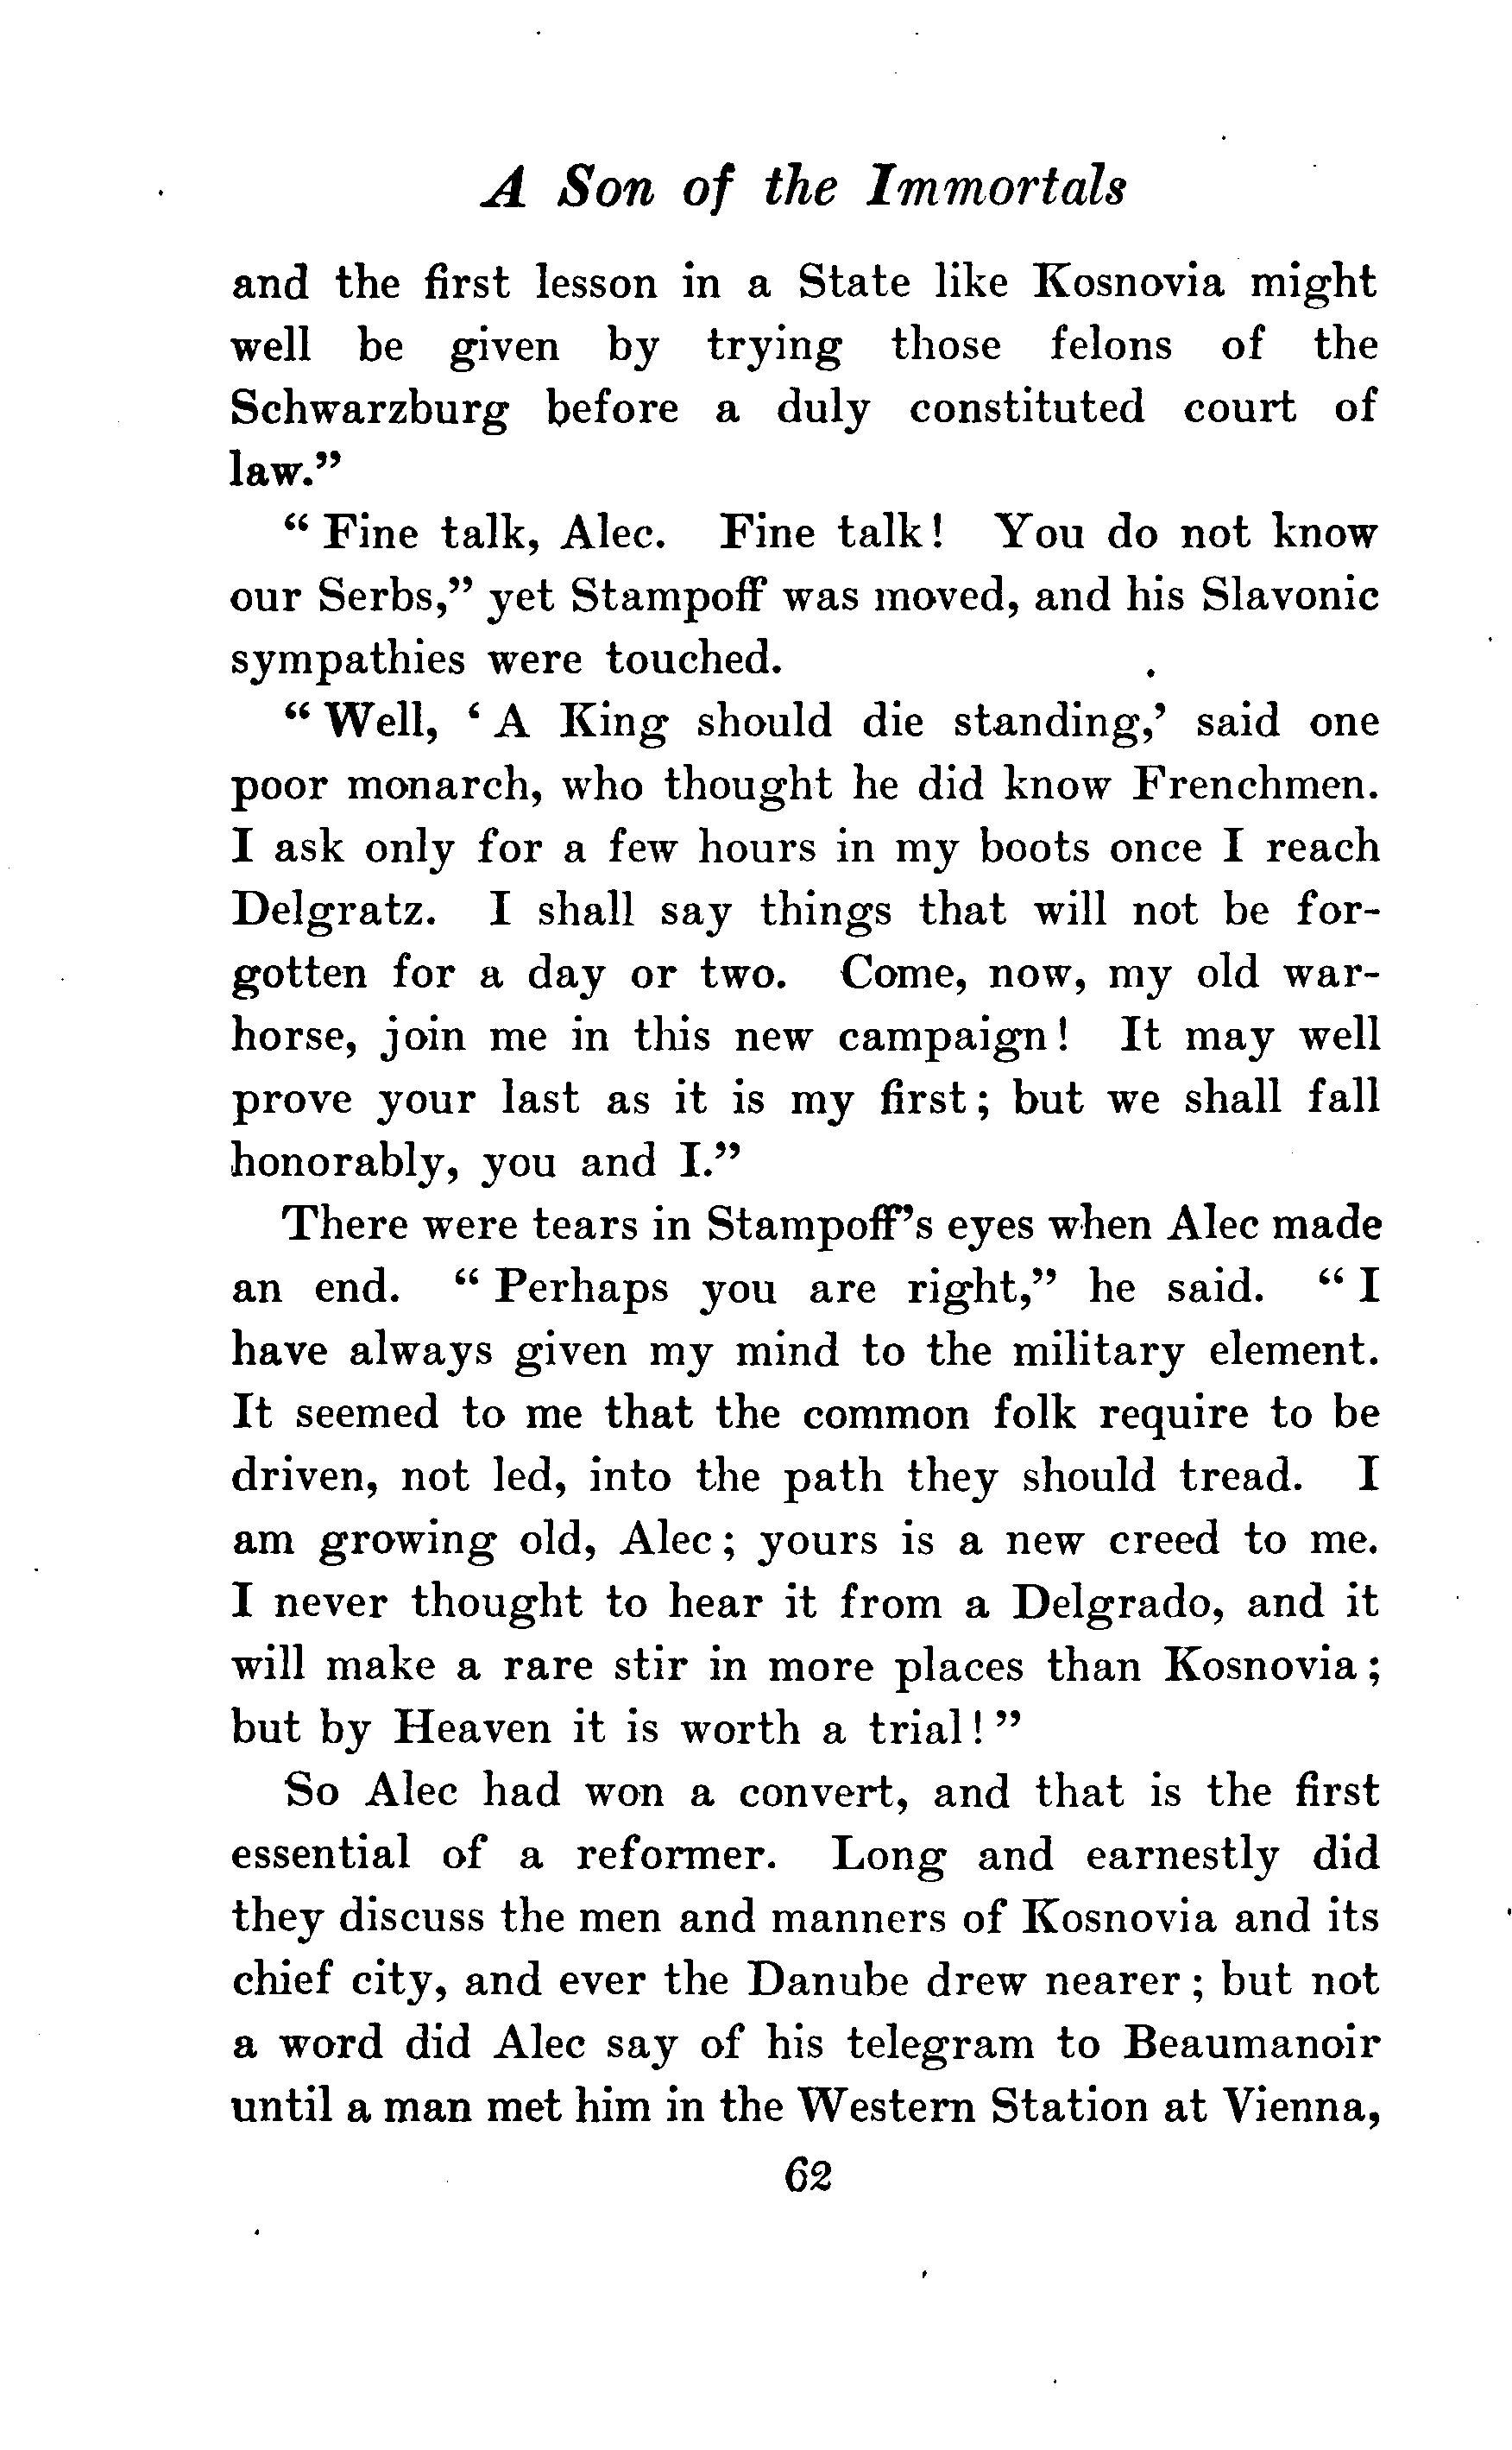 A Son of the Immortals
and the first lesson in a State like Kosnovia might
well be given by trying those felons of the
Schwarzburg before a duly constituted court of
law.”
“ Fine talk, Alec. Fine talk! You do not know
our Serbs,” yet Stampoff was moved, and his Slavonic
sympathies were touched.
“ Well, ‘ A King should die standing,’ said one
poor monarch, who thought he did know Frenchmen.
I ask only for a few hours in my boots once I reach
Delgratz. I shall say things that will not be for-
gotten for a day or two. Come, now, my old war-
horse, join me in this new campaign! It may well
prove your last as it is my first; but we shall fall
honorably, you and I.”
There were tears in Stampoff’s eyes when Alec made
an end. “ Perhaps you are right,” he said. “ I
have always given my mind to the military element.
It seemed to me that the common folk require to be
driven, not led, into the path they should tread. I
am growing old, Alec; yours is a new creed to me.
I never thought to hear it from a Delgrado, and it
will make a rare stir in more places than Kosnovia;
but by Heaven it is worth a trial! ”
So Alec had won a convert, and that is the first
essential of a reformer. Long and earnestly did
they discuss the men and manners of Kosnovia and its
chief city, and ever the Danube drew nearer; but not
a word did Alec say of his telegram to Beaumanoir
until a man met him in the Western Station at Vienna,
62